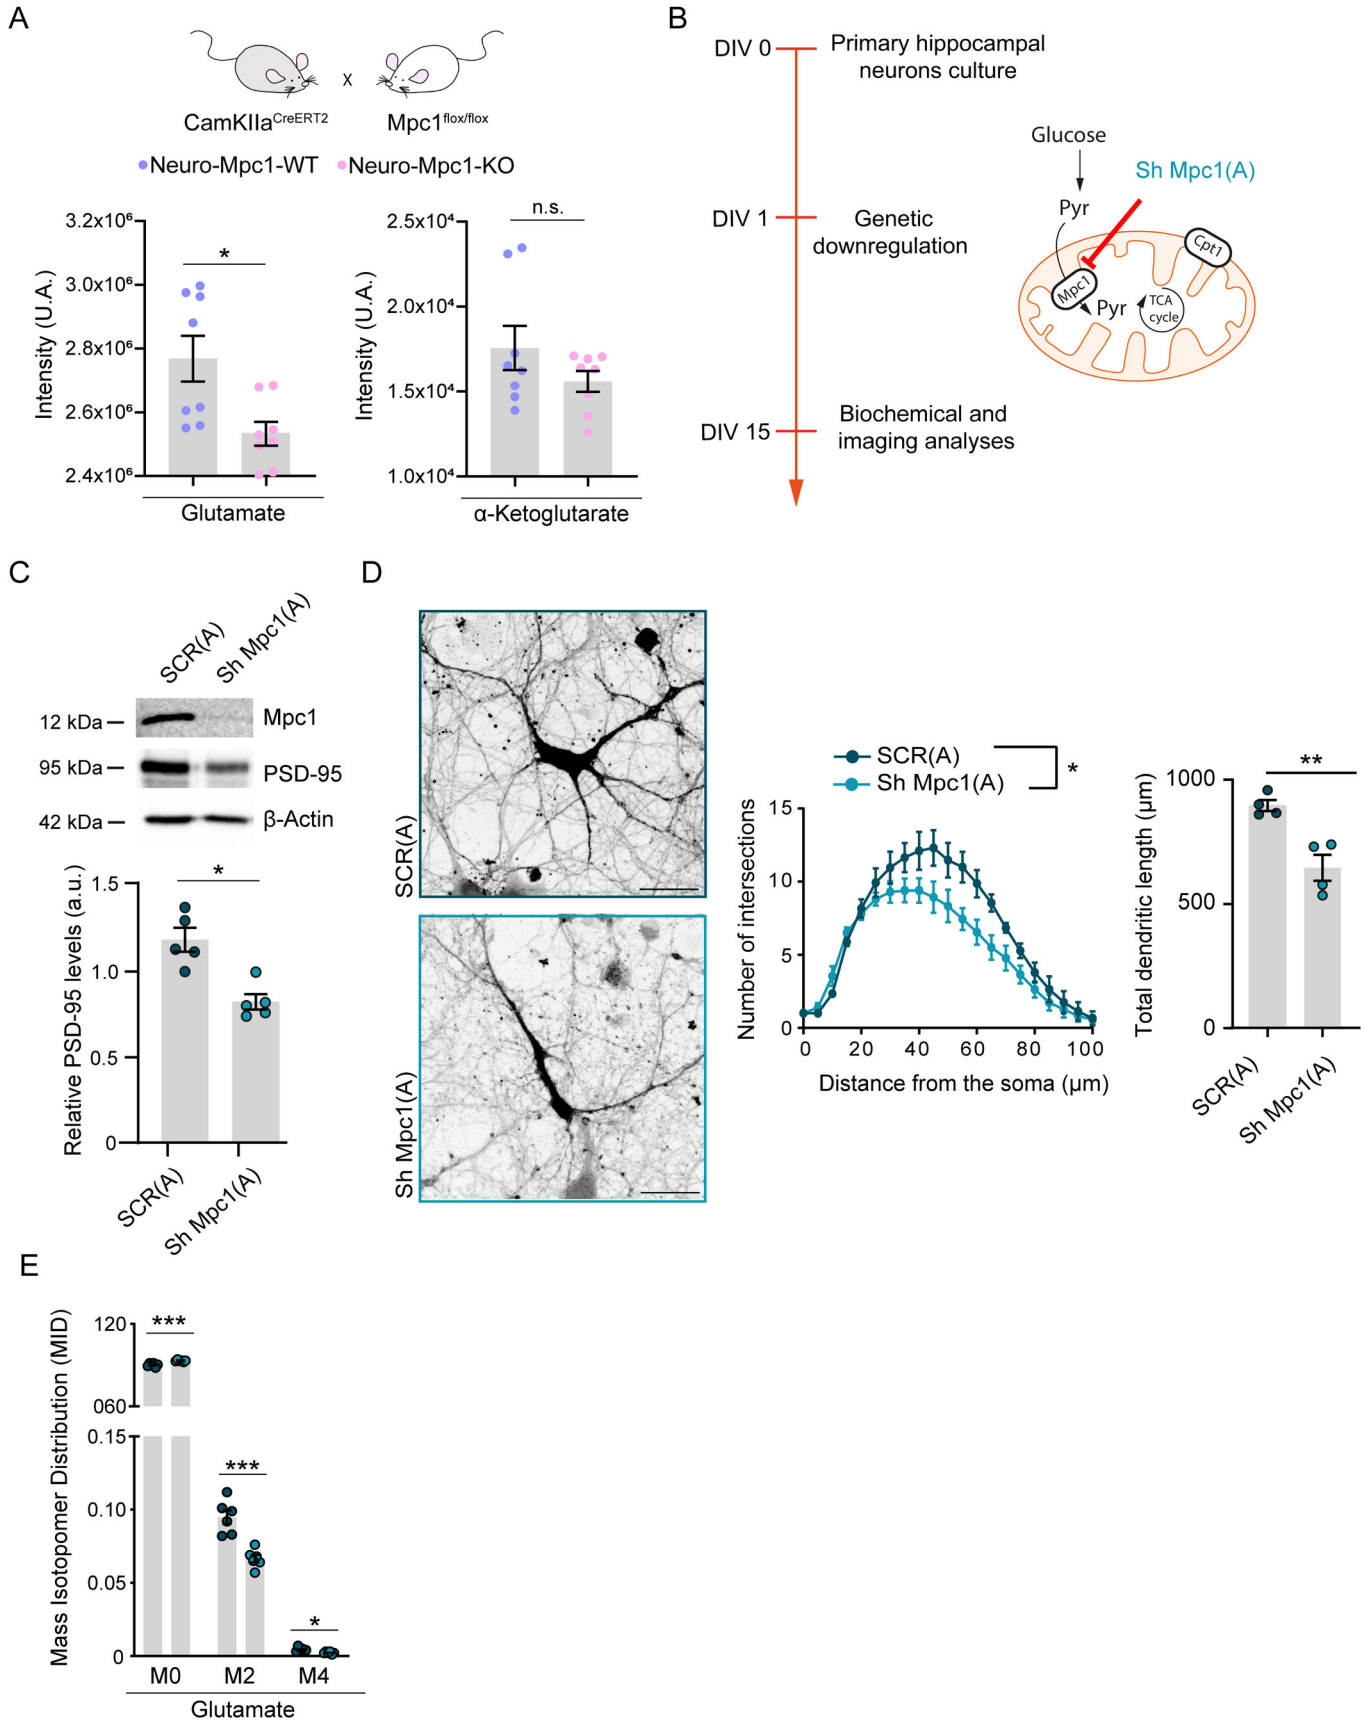 A
CamKIIa^CreERT2
x
Mpc1^flox/flox
Neuro-Mpc1-WT
Neuro-Mpc1-KO
Intensity (U.A.)
3.2x10⁶
3.0x10⁶
2.8x10⁶
2.6x10⁶
2.4x10⁶
*
Glutamate
Intensity (U.A.)
2.5x10⁴
2.0x10⁴
1.5x10⁴
1.0x10⁴
n.s.
α-Ketoglutarate
B
DIV 0
Primary hippocampal
neurons culture
DIV 1
Genetic
downregulation
DIV 15
Biochemical and
imaging analyses
Glucose
Sh Mpc1(A)
Pyr
Cpt1
Mpc1
Pyr
TCA
cycle
C
SCR(A)
Sh Mpc1(A)
12 kDa
Mpc1
95 kDa
PSD-95
42 kDa
β-Actin
Relative PSD-95 levels (a.u.)
1.5
1.0
0.5
0
*
SCR(A)
Sh Mpc1(A)
D
SCR(A)
Sh Mpc1(A)
SCR(A)
Sh Mpc1(A)
*
Number of intersections
15
10
5
0
0 20 40 60 80 100
Distance from the soma (µm)
Total dendritic length (µm)
1000
500
0
**
SCR(A)
Sh Mpc1(A)
E
Mass Isotopomer Distribution (MID)
120
060
0.15
0.10
0.05
0
***
***
*
M0 M2 M4
Glutamate